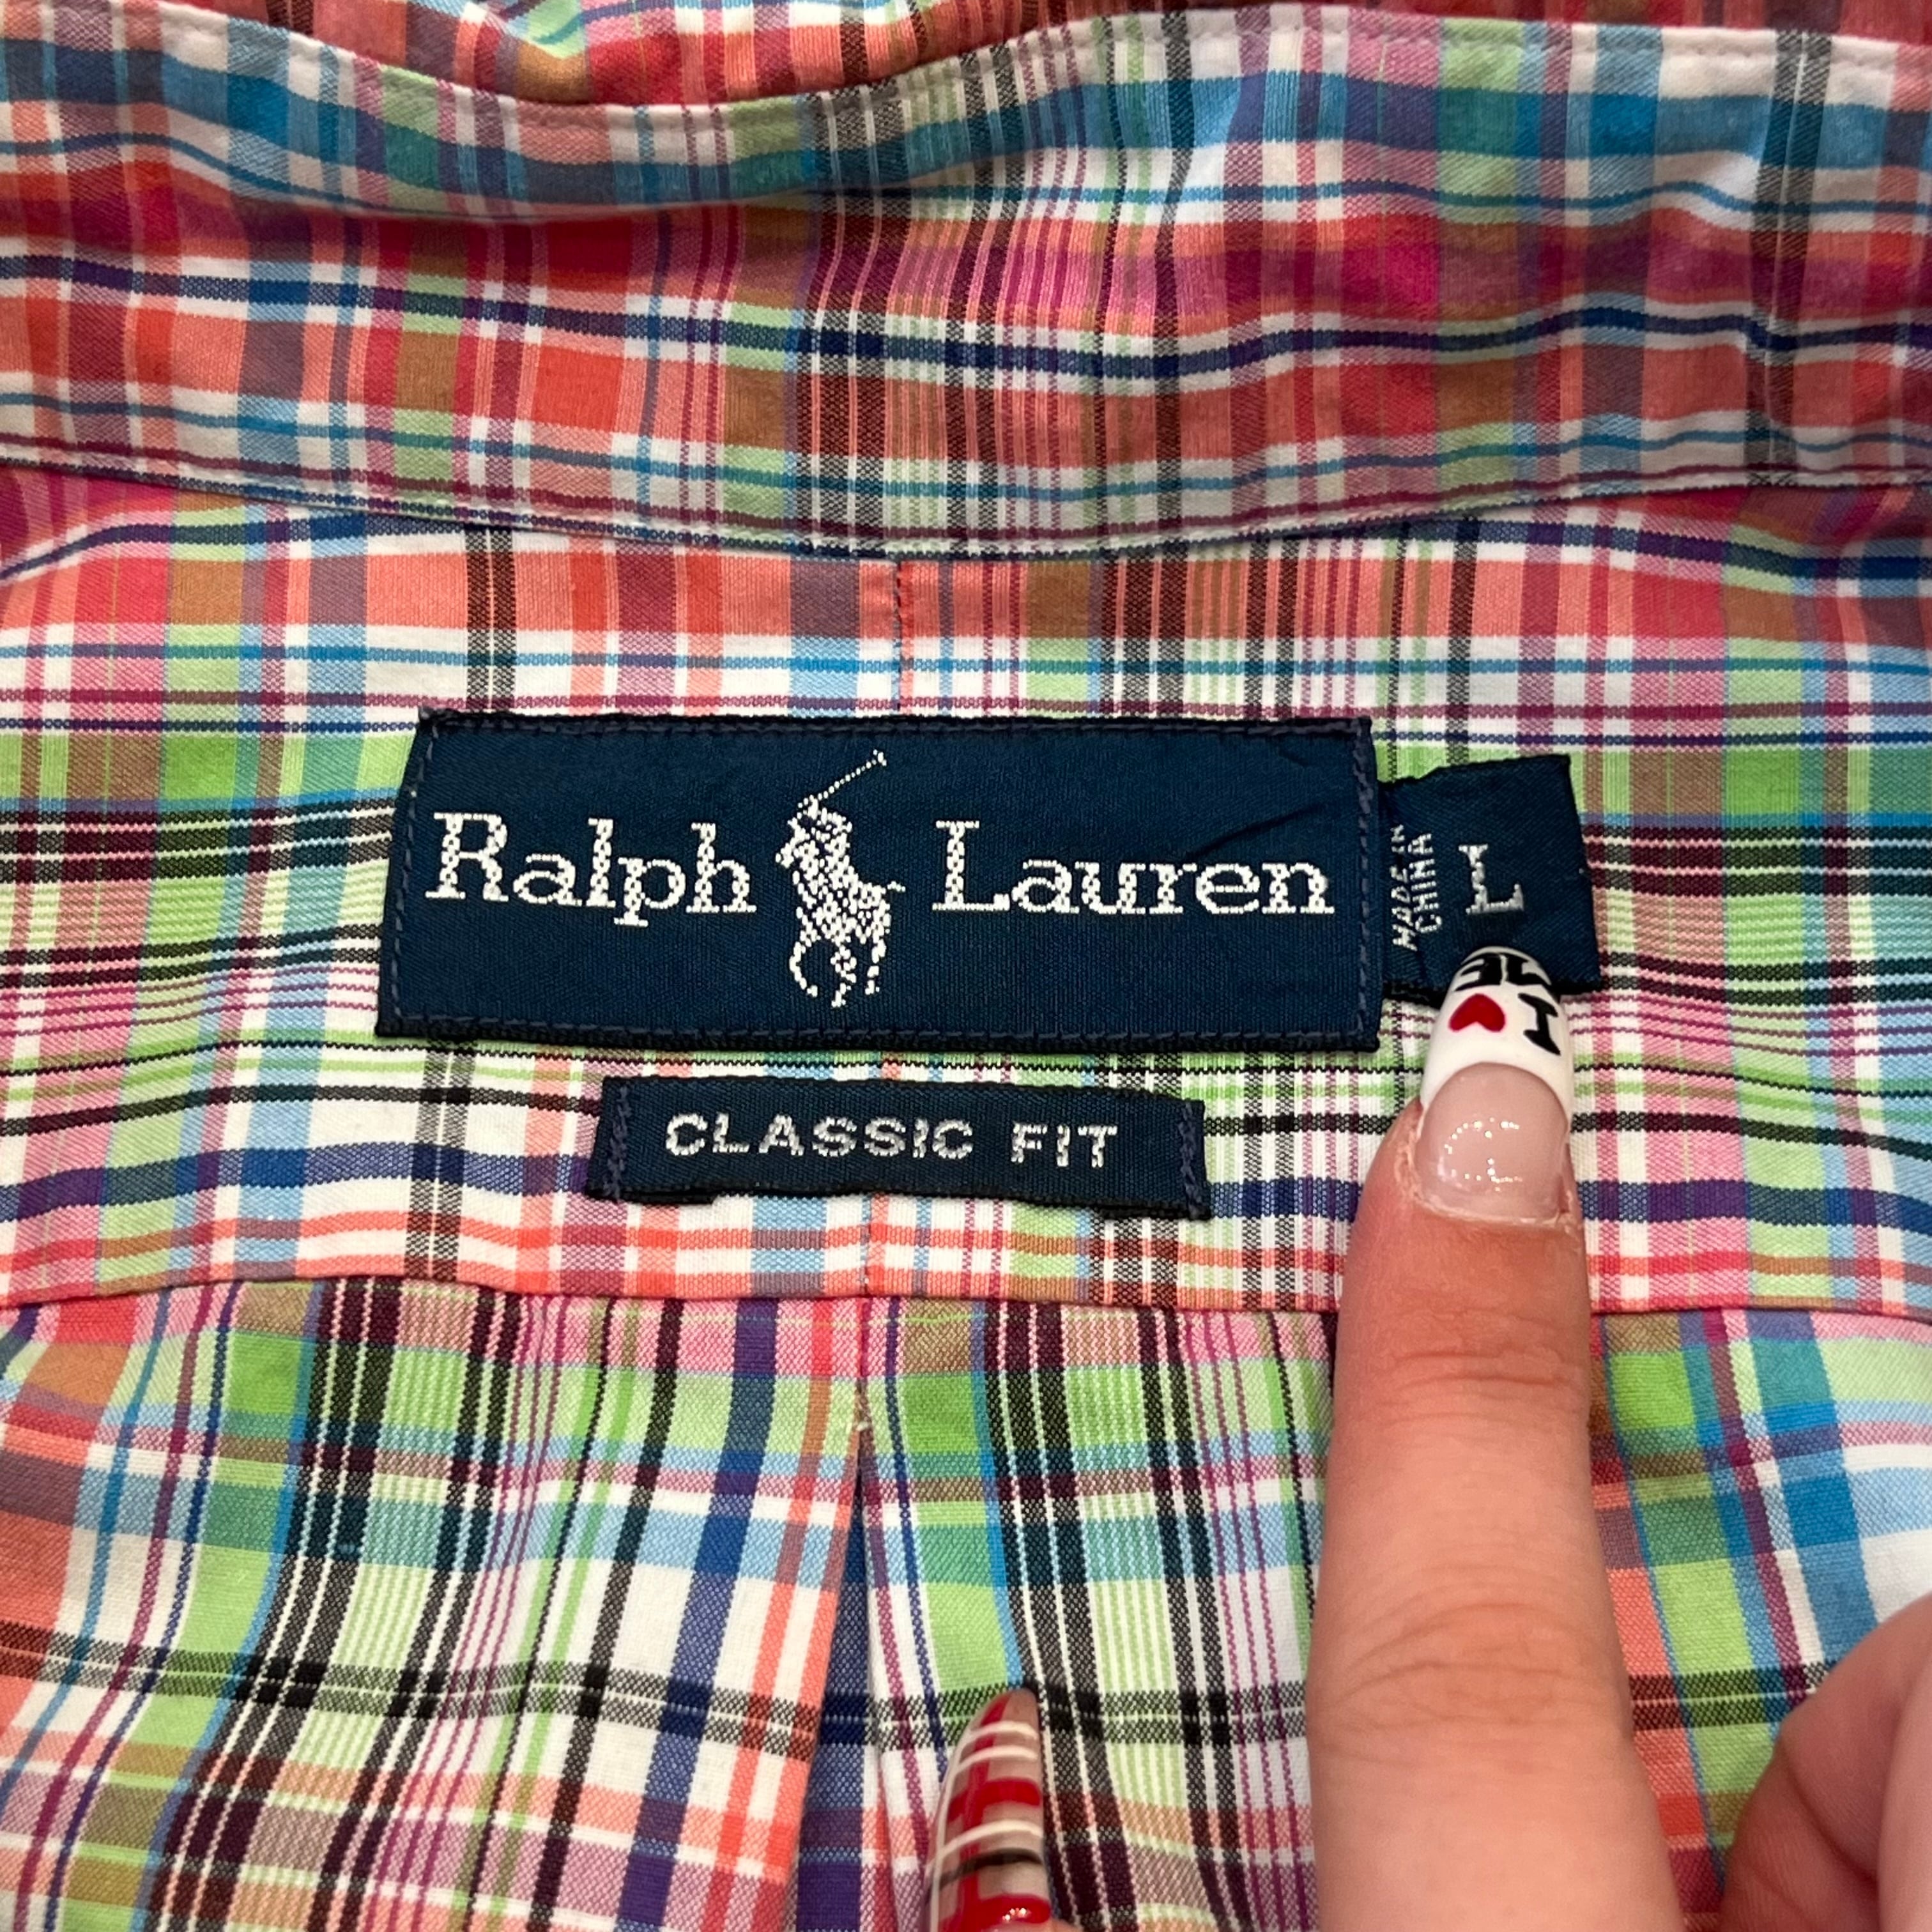 Ralph Lauren
MADE IN
CHINA
L
CLASSIC FIT
I